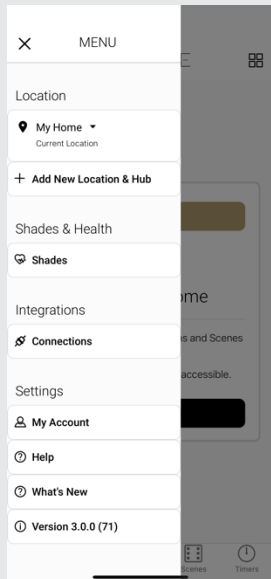 MENU
Location
My Home
Current Location
Add New Location & Hub
Shades & Health
Shades
Integrations
Connections
Settings
My Account
Help
What's New
Version 3.0.0 (71)
and Scenes
accessible.
Scenes
Timers